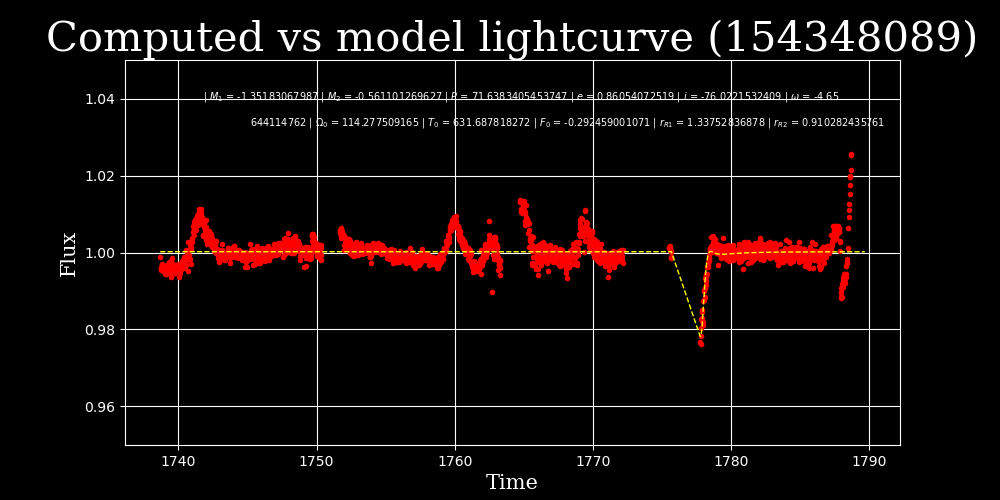 Computed vs model lightcurve (154348089)
| M₁ = -1.35183067987 | M₂ = -0.561101269627 | R = 71.6383405453747 | e = 0.86054072519 | i = -76.0221532409 | ω = -4.65
644114762 | Ω₀ = 114.277509165 | T₀ = 631.687818272 | F₀ = -0.292459001071 | r_R1 = 1.33752836878 | r_R2 = 0.910282435761
1.04
1.02
1.00
0.98
0.96
Flux
1740 1750 1760 1770 1780 1790
Time